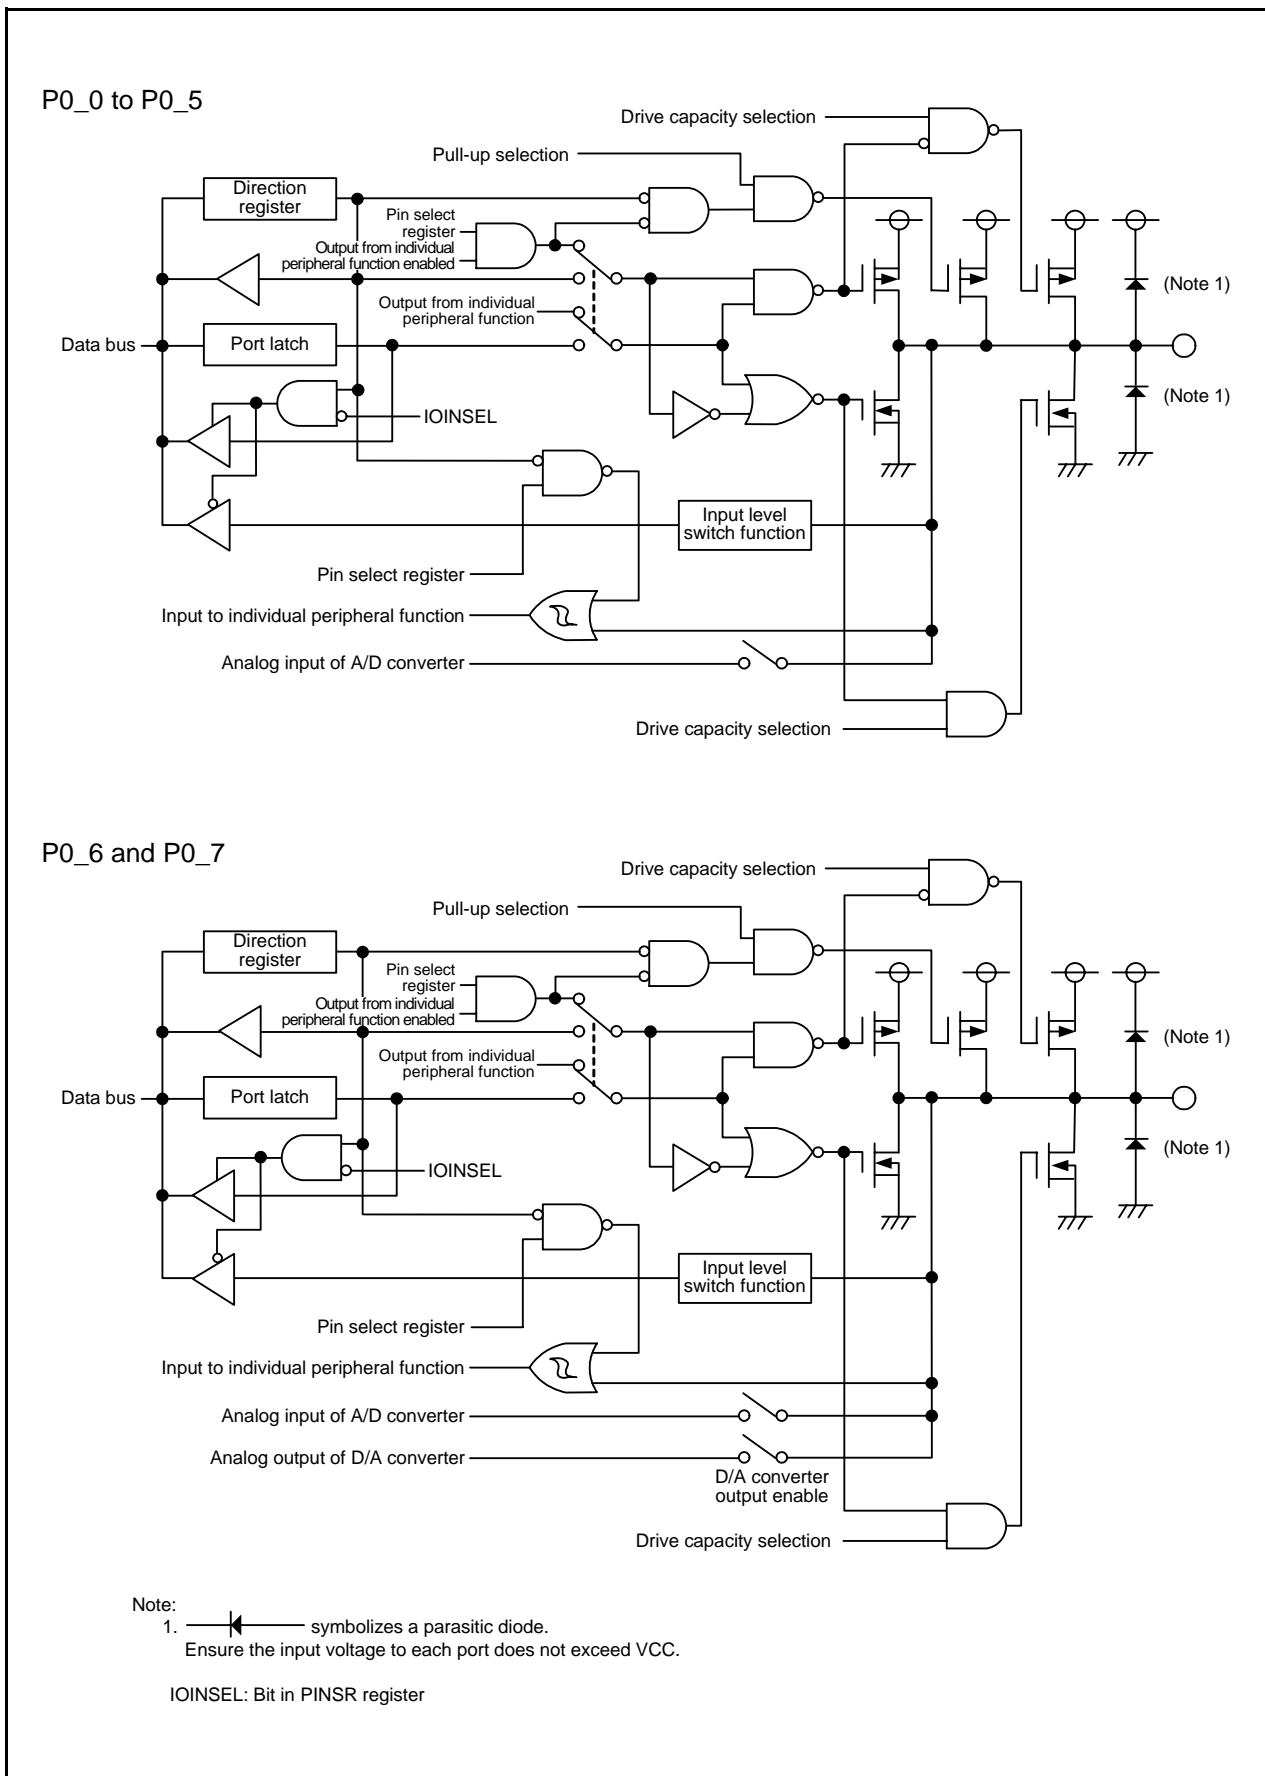 P0_0 to P0_5
Drive capacity selection
Pull-up selection
Direction
register
Pin select
register
Output from individual
peripheral function enabled
(Note 1)
Output from individual
peripheral function
Data bus
Port latch
(Note 1)
IOINSEL
Input level
switch function
Pin select register
Input to individual peripheral function
Analog input of A/D converter
Drive capacity selection
P0_6 and P0_7
Drive capacity selection
Pull-up selection
Direction
register
Pin select
register
Output from individual
peripheral function enabled
(Note 1)
Output from individual
peripheral function
Data bus
Port latch
(Note 1)
IOINSEL
Input level
switch function
Pin select register
Input to individual peripheral function
Analog input of A/D converter
Analog output of D/A converter
D/A converter
output enable
Drive capacity selection
Note:
1. symbolizes a parasitic diode.
Ensure the input voltage to each port does not exceed VCC.
IOINSEL: Bit in PINSR register